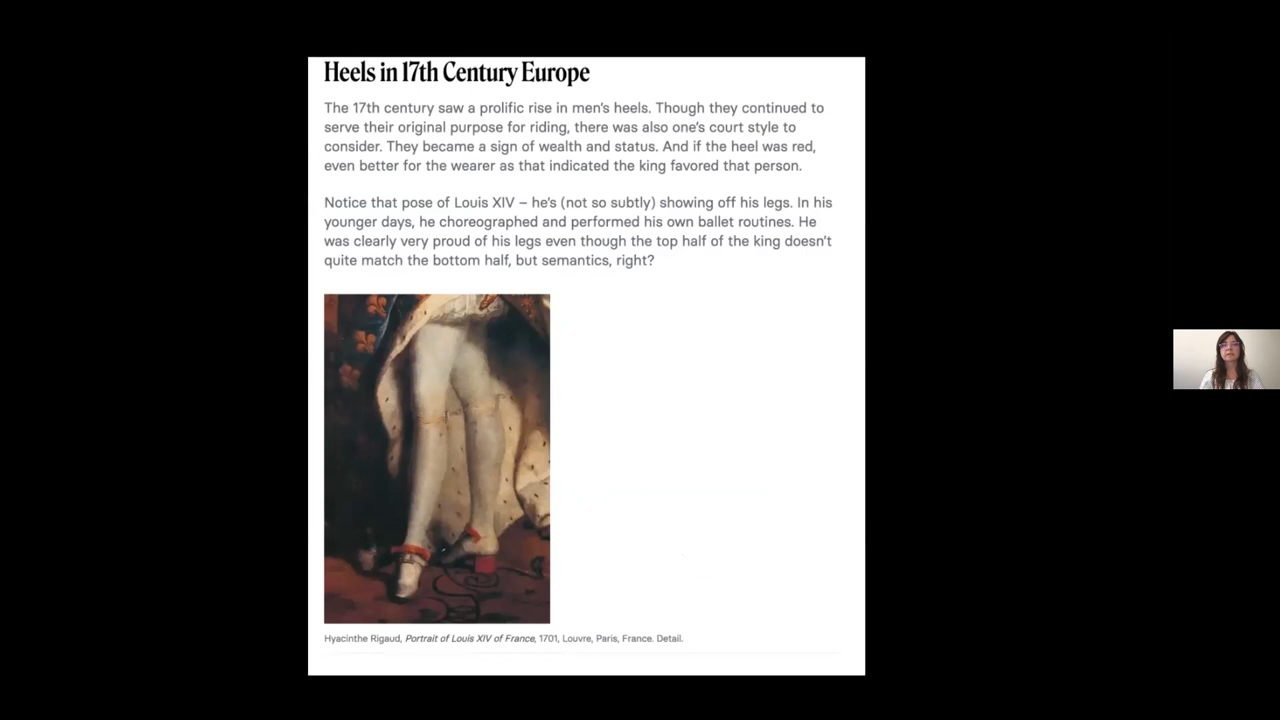 Heels in 17th Century Europe
The 17th century saw a prolific rise in men's heels. Though they continued to
serve their original purpose for riding, there was also one's court style to
consider. They became a sign of wealth and status. And if the heel was red,
even better for the wearer as that indicated the king favored that person.
Notice that pose of Louis XIV – he's (not so subtly) showing off his legs. In his
younger days, he choreographed and performed his own ballet routines. He
was clearly very proud of his legs even though the top half of the king doesn't
quite match the bottom half, but semantics, right?
Hyacinthe Rigaud, Portrait of Louis XIV of France, 1701, Louvre, Paris, France. Detail.